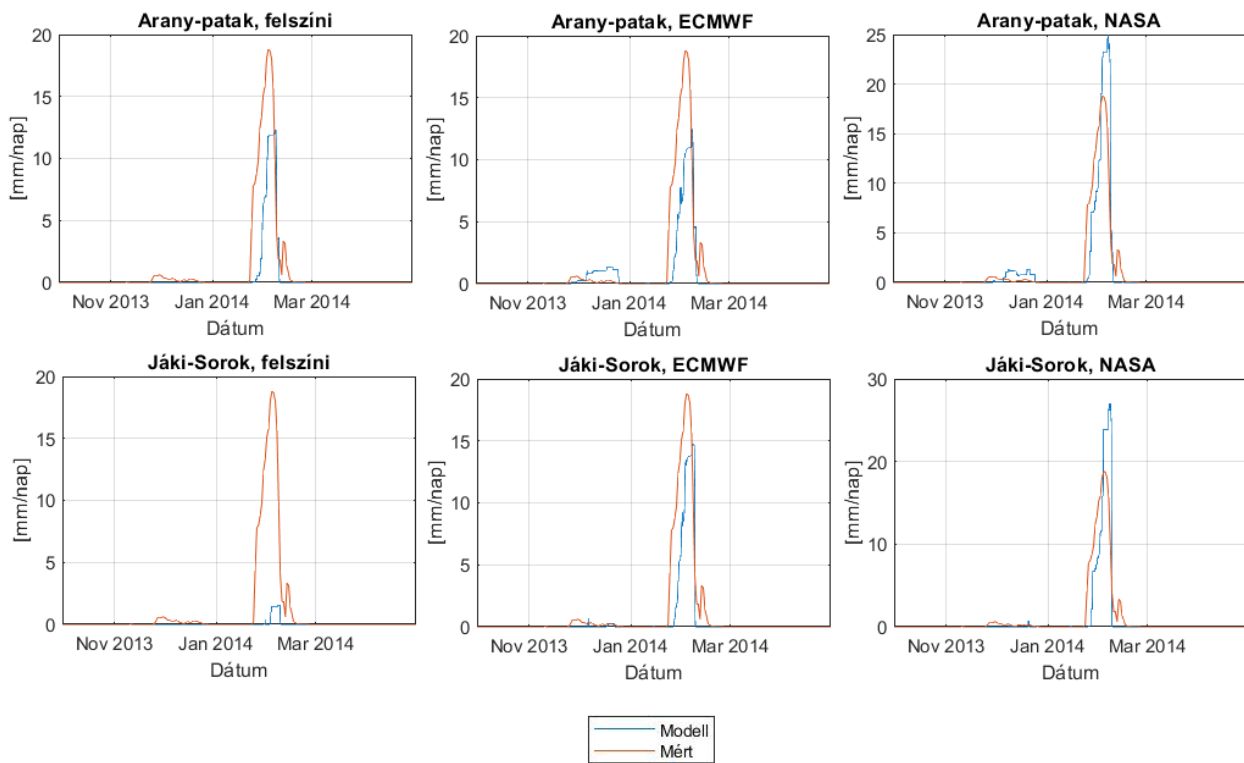 Arany-patak, felszíni
Arany-patak, ECMWF
Arany-patak, NASA
20
15
10
5
0
[mm/nap]
Nov 2013
Jan 2014
Mar 2014
Dátum
20
15
10
5
0
[mm/nap]
Nov 2013
Jan 2014
Mar 2014
Dátum
25
20
15
10
5
0
[mm/nap]
Nov 2013
Jan 2014
Mar 2014
Dátum
Jáki-Sorok, felszíni
Jáki-Sorok, ECMWF
Jáki-Sorok, NASA
20
15
10
5
0
[mm/nap]
Nov 2013
Jan 2014
Mar 2014
Dátum
20
15
10
5
0
[mm/nap]
Nov 2013
Jan 2014
Mar 2014
Dátum
30
20
10
0
[mm/nap]
Nov 2013
Jan 2014
Mar 2014
Dátum
Modell
Mért